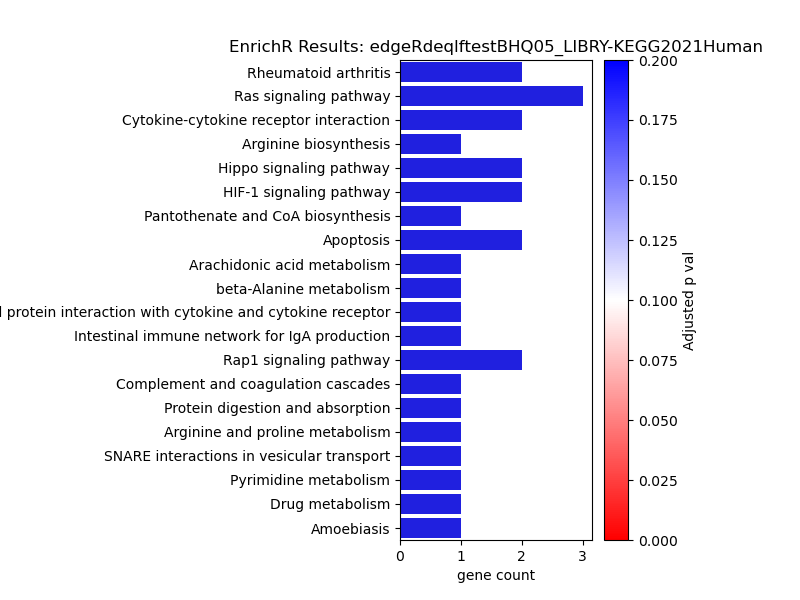 EnrichR Results: edgeRdeqlftestBHQ05_LIBRY-KEGG2021Human
Rheumatoid arthritis
Ras signaling pathway
Cytokine-cytokine receptor interaction
Arginine biosynthesis
Hippo signaling pathway
HIF-1 signaling pathway
Pantothenate and CoA biosynthesis
Apoptosis
Arachidonic acid metabolism
beta-Alanine metabolism
protein interaction with cytokine and cytokine receptor
Intestinal immune network for IgA production
Rap1 signaling pathway
Complement and coagulation cascades
Protein digestion and absorption
Arginine and proline metabolism
SNARE interactions in vesicular transport
Pyrimidine metabolism
Drug metabolism
Amoebiasis
0 1 2 3
gene count
0.200
0.175
0.150
0.125
0.100
0.075
0.050
0.025
0.000
Adjusted p val